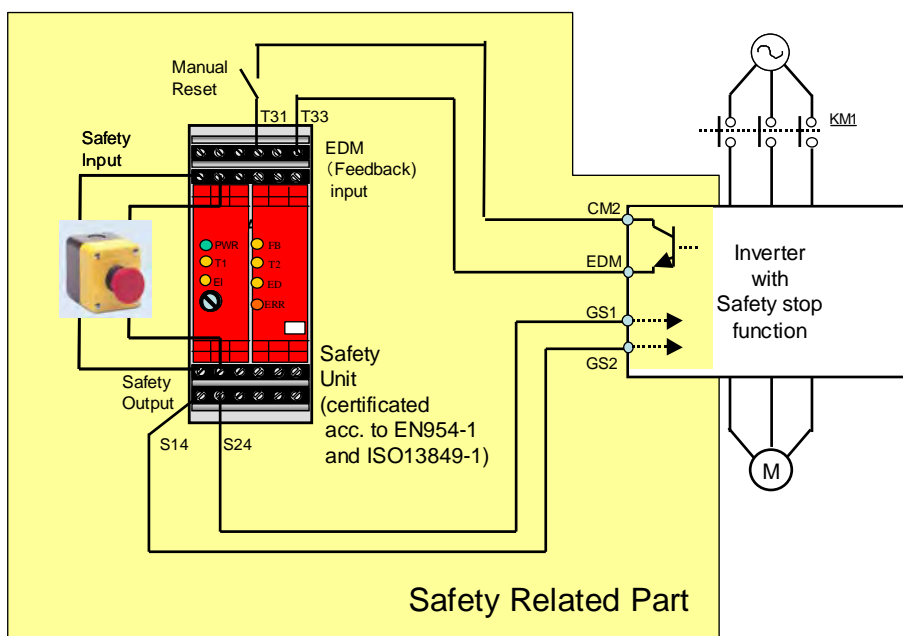 Manual
Reset
T31 T33
Safety
Input
EDM
(Feedback)
input
KM1
PWR
FB
T1
T2
EI
ED
ERR
CM2
EDM
GS1
GS2
Inverter
with
Safety stop
function
Safety
Output
Safety
Unit
(certificated
acc. to EN954-1
and ISO13849-1)
S14
S24
M
Safety Related Part